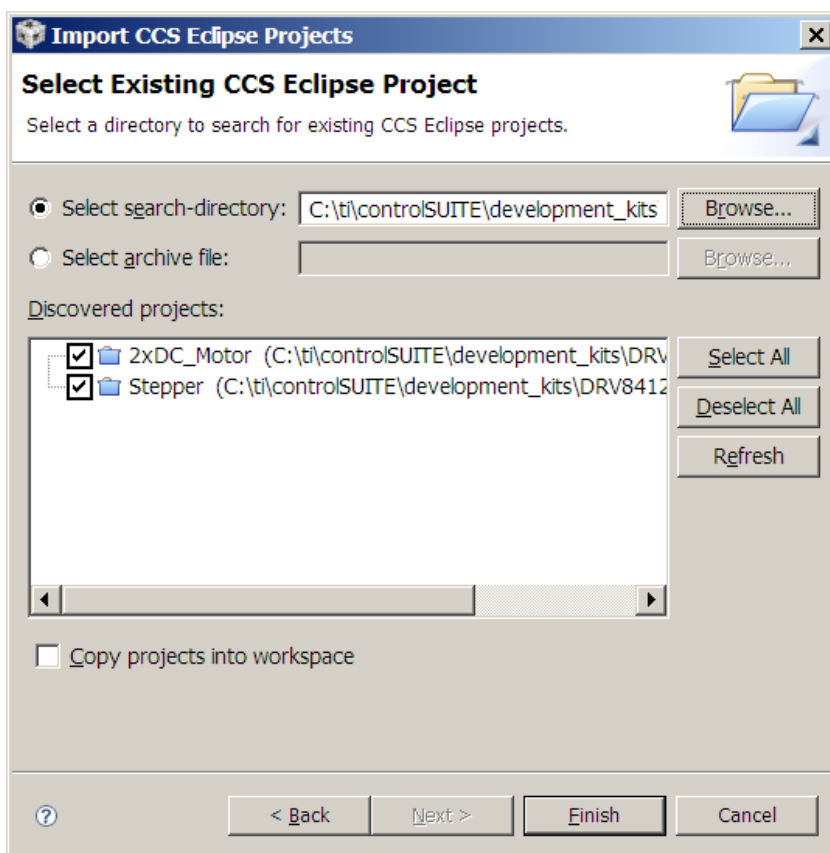 Import CCS Eclipse Projects
Select Existing CCS Eclipse Project
Select a directory to search for existing CCS Eclipse projects.
Select search-directory: C:\ti\controlSUITE\development_kits Browse...
Select archive file: Browse...
Discovered projects:
2xDC_Motor (C:\ti\controlSUITE\development_kits\DRV Select All
Stepper (C:\ti\controlSUITE\development_kits\DRV8412
Deselect All
Refresh
Copy projects into workspace
? < Back Next > Finish Cancel